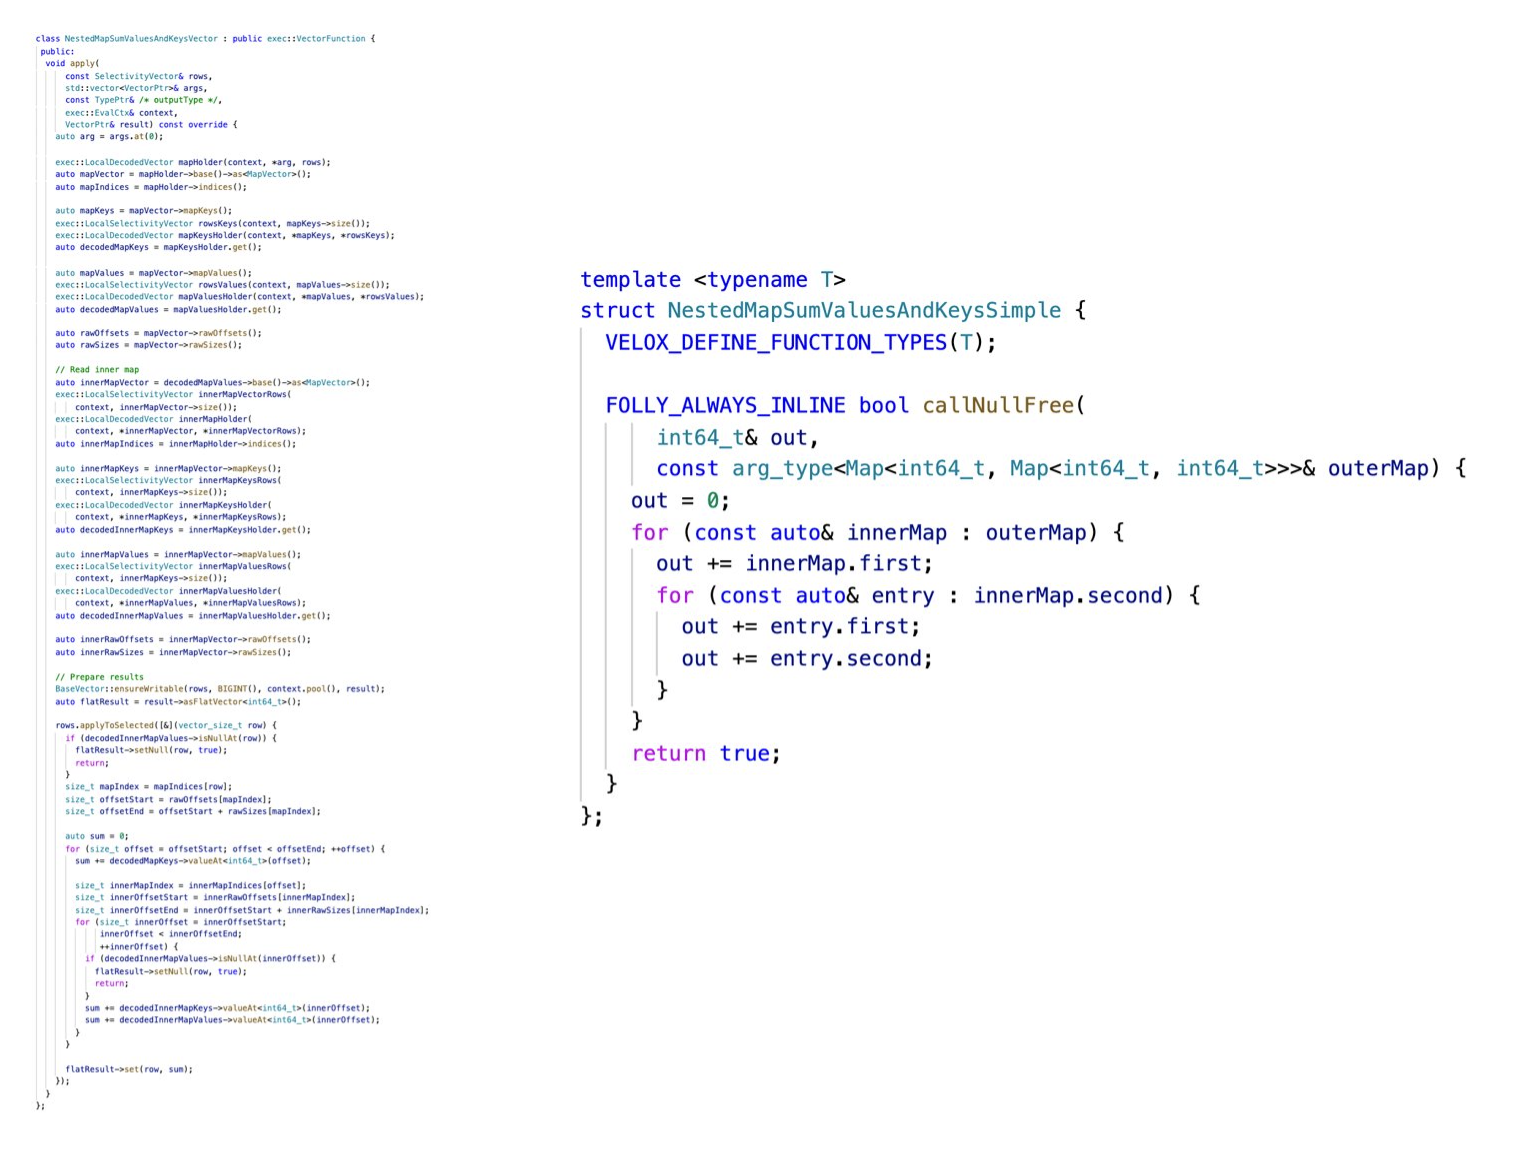 class NestedMapSumValuesAndKeysVector : public exec::VectorFunction {
public:
void apply(
const SelectivityVector& rows,
std::vector<VectorPtr>& args,
const TypePtr& /* outputType */,
exec::EvalCtx& context,
VectorPtr& result) const override {
auto arg = args.at(0);

exec::LocalDecodedVector mapHolder(context, *arg, rows);
auto mapVector = mapHolder->base()->as<MapVector>();
auto mapIndices = mapHolder->indices();

auto mapKeys = mapVector->mapKeys();
exec::LocalSelectivityVector rowsKeys(context, mapKeys->size());
exec::LocalDecodedVector mapKeysHolder(context, *mapKeys, *rowsKeys);
auto decodedMapKeys = mapKeysHolder.get();

auto mapValues = mapVector->mapValues();
exec::LocalSelectivityVector rowsValues(context, mapValues->size());
exec::LocalDecodedVector mapValuesHolder(context, *mapValues, *rowsValues);
auto decodedMapValues = mapValuesHolder.get();

auto rawOffsets = mapVector->rawOffsets();
auto rawSizes = mapVector->rawSizes();

// Read inner map
auto innerMapVector = decodedMapValues->base()->as<MapVector>();
exec::LocalSelectivityVector innerMapVectorRows(
context, innerMapVector->size());
exec::LocalDecodedVector innerMapHolder(
context, *innerMapVector, *innerMapVectorRows);
auto innerMapIndices = innerMapHolder->indices();

auto innerMapKeys = innerMapVector->mapKeys();
exec::LocalSelectivityVector innerMapKeysRows(
context, innerMapKeys->size());
exec::LocalDecodedVector innerMapKeysHolder(
context, *innerMapKeys, *innerMapKeysRows);
auto decodedInnerMapKeys = innerMapKeysHolder.get();

auto innerMapValues = innerMapVector->mapValues();
exec::LocalSelectivityVector innerMapValuesRows(
context, innerMapKeys->size());
exec::LocalDecodedVector innerMapValuesHolder(
context, *innerMapValues, *innerMapValuesRows);
auto decodedInnerMapValues = innerMapValuesHolder.get();

auto innerRawOffsets = innerMapVector->rawOffsets();
auto innerRawSizes = innerMapVector->rawSizes();

// Prepare results
BaseVector::ensureWritable(rows, BIGINT(), context.pool(), result);
auto flatResult = result->asFlatVector<int64_t>();

rows.applyToSelected([&](vector_size_t row) {
if (decodedInnerMapValues->isNullAt(row)) {
flatResult->setNull(row, true);
return;
}
size_t mapIndex = mapIndices[row];
size_t offsetStart = rawOffsets[mapIndex];
size_t offsetEnd = offsetStart + rawSizes[mapIndex];

auto sum = 0;
for (size_t offset = offsetStart; offset < offsetEnd; ++offset) {
sum += decodedMapKeys->valueAt<int64_t>(offset);

size_t innerMapIndex = innerMapIndices[offset];
size_t innerOffsetStart = innerRawOffsets[innerMapIndex];
size_t innerOffsetEnd = innerOffsetStart + innerRawSizes[innerMapIndex];
for (size_t innerOffset = innerOffsetStart;
innerOffset < innerOffsetEnd;
++innerOffset) {
if (decodedInnerMapValues->isNullAt(innerOffset)) {
flatResult->setNull(row, true);
return;
}
sum += decodedInnerMapKeys->valueAt<int64_t>(innerOffset);
sum += decodedInnerMapValues->valueAt<int64_t>(innerOffset);
}
}

flatResult->set(row, sum);
});
}
};

template <typename T>
struct NestedMapSumValuesAndKeysSimple {
VELOX_DEFINE_FUNCTION_TYPES(T);

FOLLY_ALWAYS_INLINE bool callNullFree(
int64_t& out,
const arg_type<Map<int64_t, Map<int64_t, int64_t>>>& outerMap) {
out = 0;
for (const auto& innerMap : outerMap) {
out += innerMap.first;
for (const auto& entry : innerMap.second) {
out += entry.first;
out += entry.second;
}
}
return true;
}
};